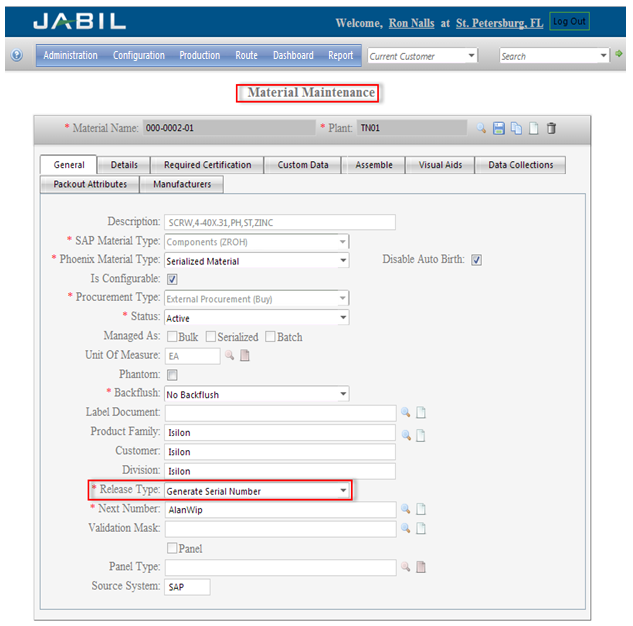 JABIL
Welcome, Ron Nalls at St. Petersburg, FL Log Out
Administration Configuration Production Route Dashboard Report Current Customer Search
Material Maintenance
* Material Name: 000-0002-01 * Plant: TN01
General Details Required Certification Custom Data Assemble Visual Aids Data Collections
Packout Attributes Manufacturers
Description: SCRW,4-40X.31,PH,ST,ZINC
* SAP Material Type: Components (ZROH)
* Phoenix Material Type: Serialized Material Disable Auto Birth:
Is Configurable:
* Procurement Type: External Procurement (Buy)
* Status: Active
Managed As: Bulk Serialized Batch
Unit Of Measure: EA
Phantom:
* Backflush: No Backflush
Label Document:
Product Family: Isilon
Customer: Isilon
Division: Isilon
* Release Type: Generate Serial Number
* Next Number: AlanWip
Validation Mask:
Panel
Panel Type:
Source System: SAP